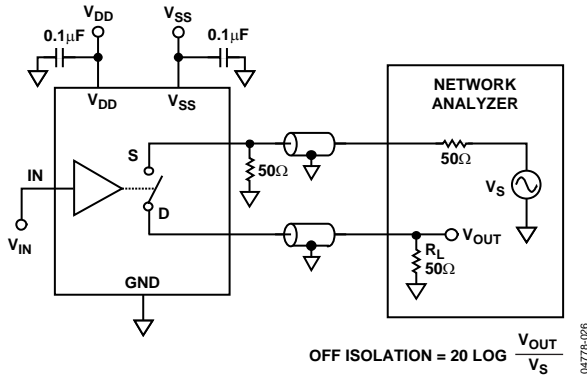 VDD
VSS
0.1μF
0.1μF
VDD
VSS
NETWORK
ANALYZER
S
IN
50Ω
50Ω
VS
D
VIN
VOUT
RL
50Ω
GND
OFF ISOLATION = 20 LOG VOUT/VS
04778-026